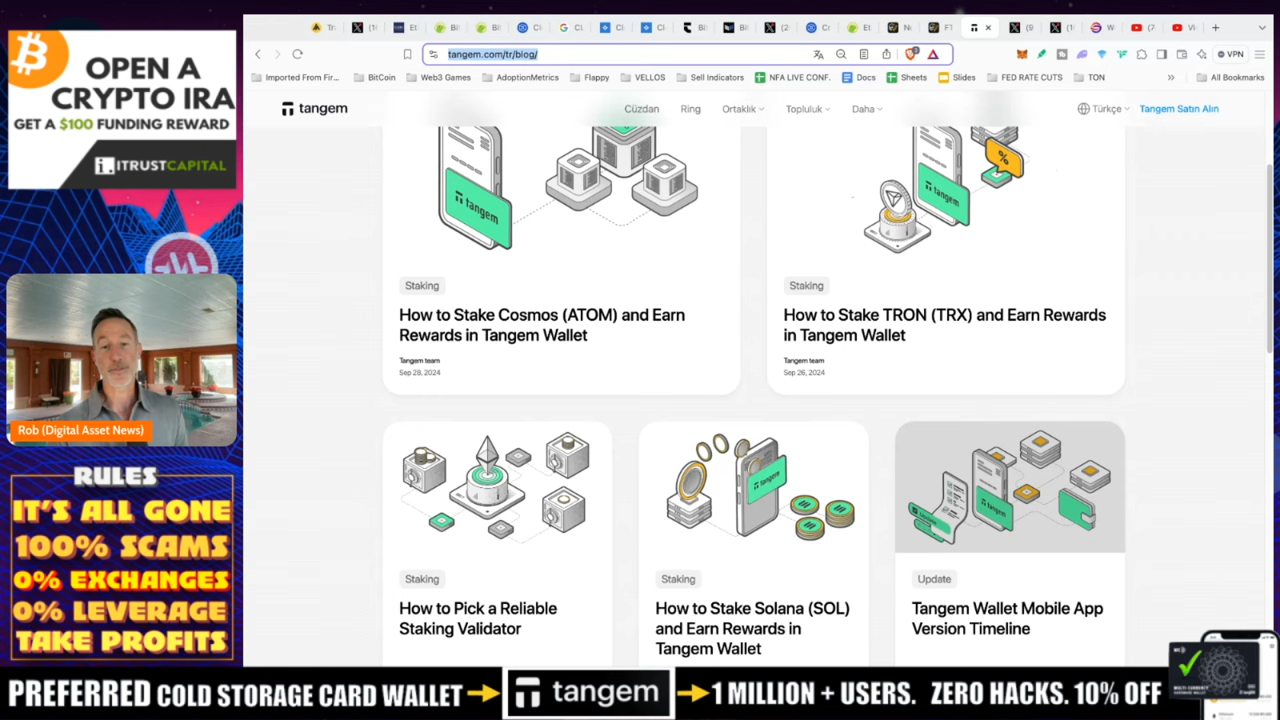 OPEN A
CRYPTO IRA
GET A $100 FUNDING REWARD
ITRUSTCAPITAL
Rob (Digital Asset News)
RULES
IT'S ALL GONE
100% SCAMS
0% EXCHANGES
0% LEVERAGE
TAKE PROFITS
tangem.com/tr/blog/
VPN
Imported From Fir...
BitCoin
Web3 Games
AdoptionMetrics
Flappy
VELLOS
Sell Indicators
NFA LIVE CONF.
Docs
Sheets
Slides
FED RATE CUTS
TON
All Bookmarks
tangem
Cüzdan
Ring
Ortaklık
Topluluk
Daha
Türkçe
Tangem Satın Alın
tangem
tangem
Staking
How to Stake Cosmos (ATOM) and Earn
Rewards in Tangem Wallet
Tangem team
Sep 28, 2024
Staking
How to Stake TRON (TRX) and Earn Rewards
in Tangem Wallet
Tangem team
Sep 26, 2024
tangem
tangem
Staking
How to Pick a Reliable
Staking Validator
Staking
How to Stake Solana (SOL)
and Earn Rewards in
Tangem Wallet
Update
Tangem Wallet Mobile App
Version Timeline
PREFERRED COLD STORAGE CARD WALLET
tangem
1 MILLION + USERS. ZERO HACKS. 10% OFF